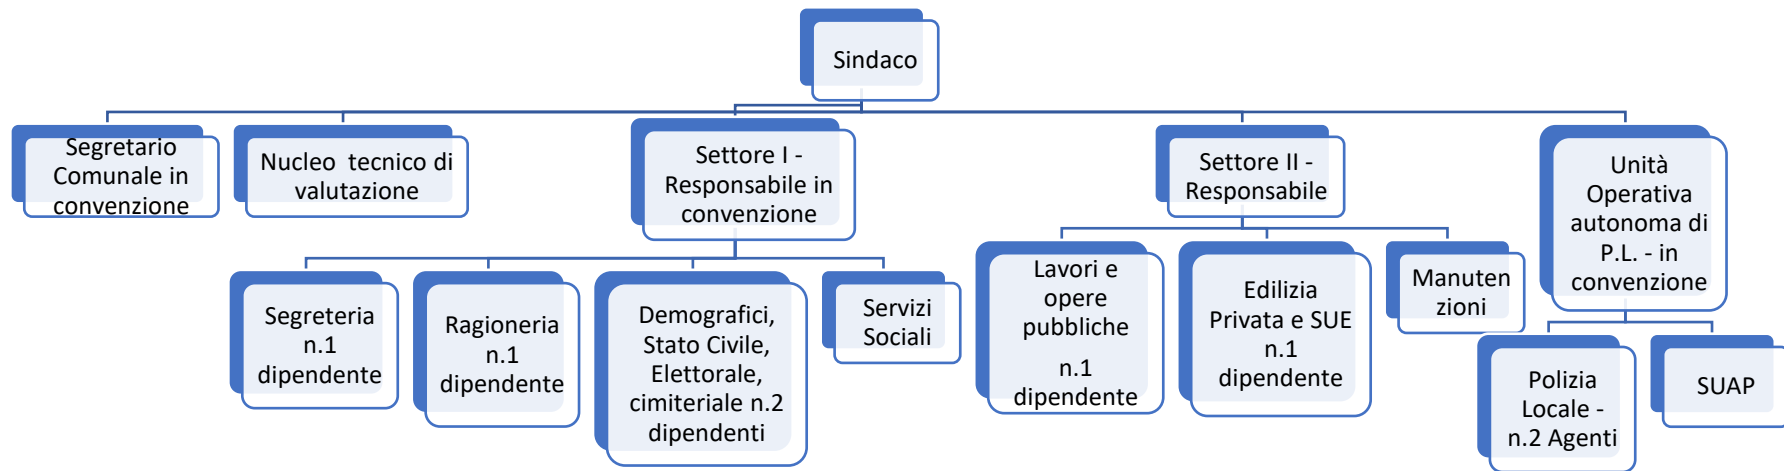 Sindaco
Segretario
Comunale in
convenzione
Nucleo tecnico di
valutazione
Settore I -
Responsabile in
convenzione
Settore II -
Responsabile
Unità
Operativa
autonoma di
P.L. - in
convenzione
Segreteria
n.1
dipendente
Ragioneria
n.1
dipendente
Demografici,
Stato Civile,
Elettorale,
cimiteriale n.2
dipendenti
Servizi
Sociali
Lavori e
opere
pubbliche
n.1
dipendente
Edilizia
Privata e SUE
n.1
dipendente
Manuten
zioni
Polizia
Locale -
n.2 Agenti
SUAP